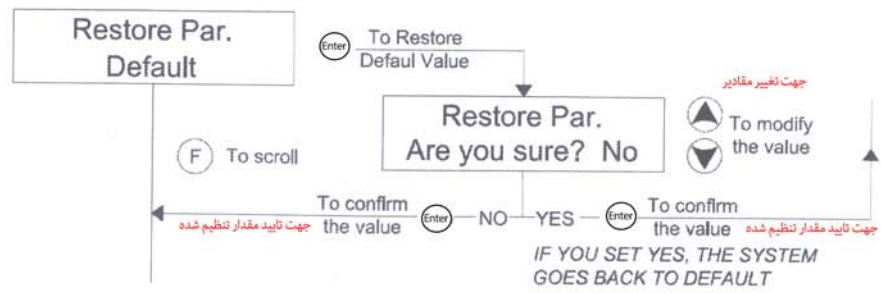 Restore Par.
Default
Enter
To Restore
Defaul Value
جهت تغییر مقادیر
Restore Par.
Are you sure? No
To modify
the value
F
To scroll
To confirm
the value
جهت تایید مقدار تنظیم شده
Enter
NO
YES
Enter
To confirm
the value
جهت تایید مقدار تنظیم شده
IF YOU SET YES, THE SYSTEM
GOES BACK TO DEFAULT